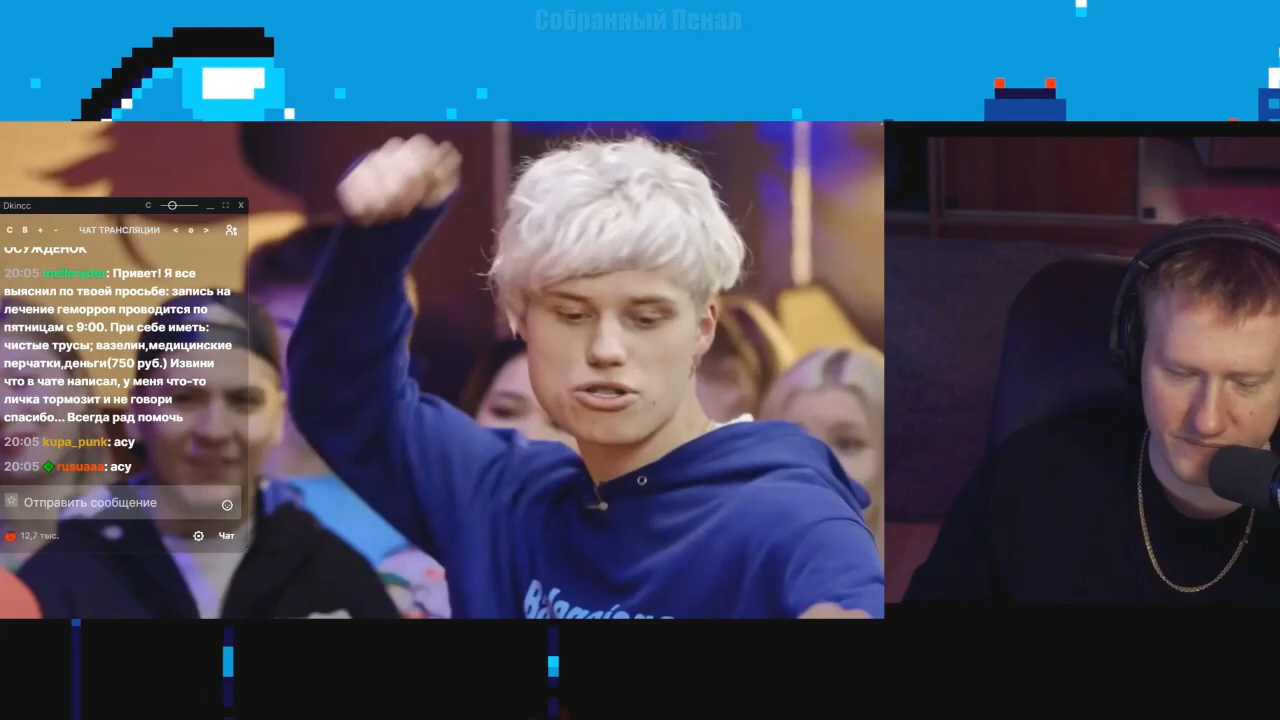 Собранный Пенал
Dkincc
ЧАТ ТРАНСЛЯЦИИ
ОСУЖДЕНОК
20:05 mellwryder: Привет! Я все
выяснил по твоей просьбе: запись на
лечение геморроя проводится по
пятницам с 9:00. При себе иметь:
чистые трусы; вазелин,медицинские
перчатки,деньги(750 руб.) Извини
что в чате написал, у меня что-то
личка тормозит и не говори
спасибо... Всегда рад помочь
20:05 kupa_punk: асу
20:05 rusuaaa: асу
Отправить сообщение
12,7 тыс.
Чат